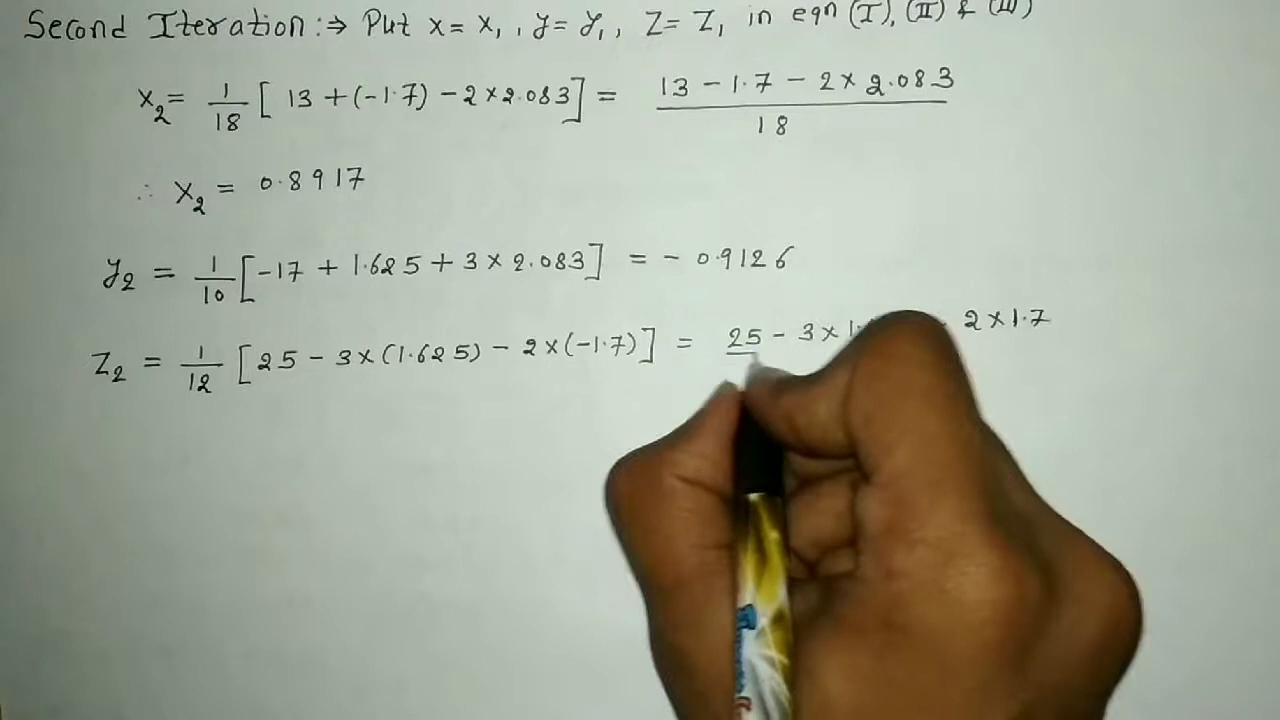 Second Iteration :⇒ Put x = x₁, y = y₁, z = z₁ in eqn (I), (II) & (III)
x₂ = 1/18 [ 13 + (-1.7) - 2 × 2.083 ] = (13 - 1.7 - 2 × 2.083)/18
∴ x₂ = 0.8917
y₂ = 1/10 [ -17 + 1.625 + 3 × 2.083 ] = - 0.9126
z₂ = 1/12 [ 25 - 3 × (1.625) - 2 × (-1.7) ] = 25 - 3 × 2 × 1.7